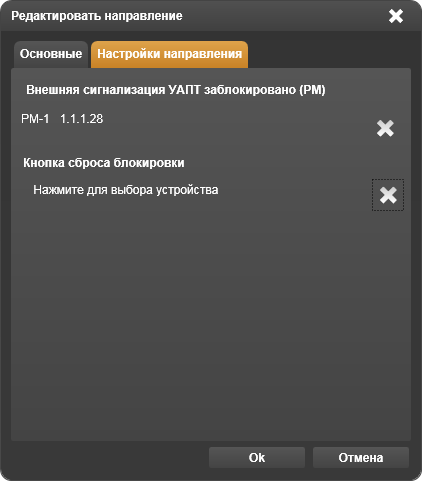 Редактировать направление
Основные
Настройки направления
Внешняя сигнализация УАПТ заблокировано (РМ)
РМ-1 1.1.1.28
Кнопка сброса блокировки
Нажмите для выбора устройства
Ok
Отмена